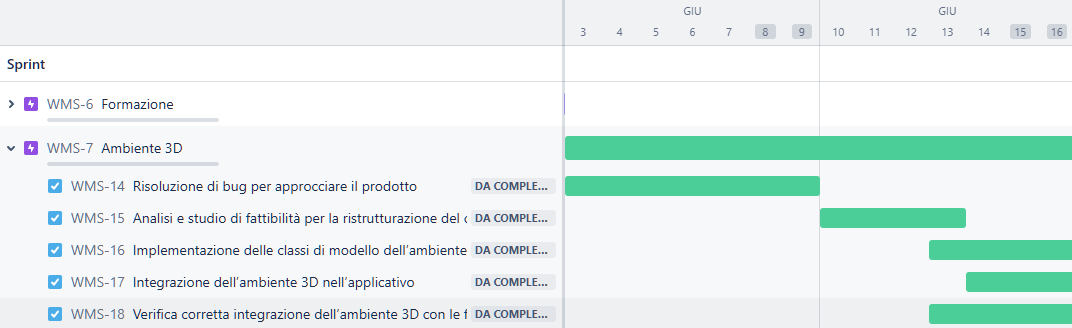 GIU GIU
3 4 5 6 7 8 9 10 11 12 13 14 15 16
Sprint
WMS-6 Formazione
WMS-7 Ambiente 3D
WMS-14 Risoluzione di bug per approcciare il prodotto DA COMPLE...
WMS-15 Analisi e studio di fattibilità per la ristrutturazione del DA COMPLE...
WMS-16 Implementazione delle classi di modello dell'ambiente DA COMPLE...
WMS-17 Integrazione dell'ambiente 3D nell'applicativo DA COMPLE...
WMS-18 Verifica corretta integrazione dell'ambiente 3D con le DA COMPLE...